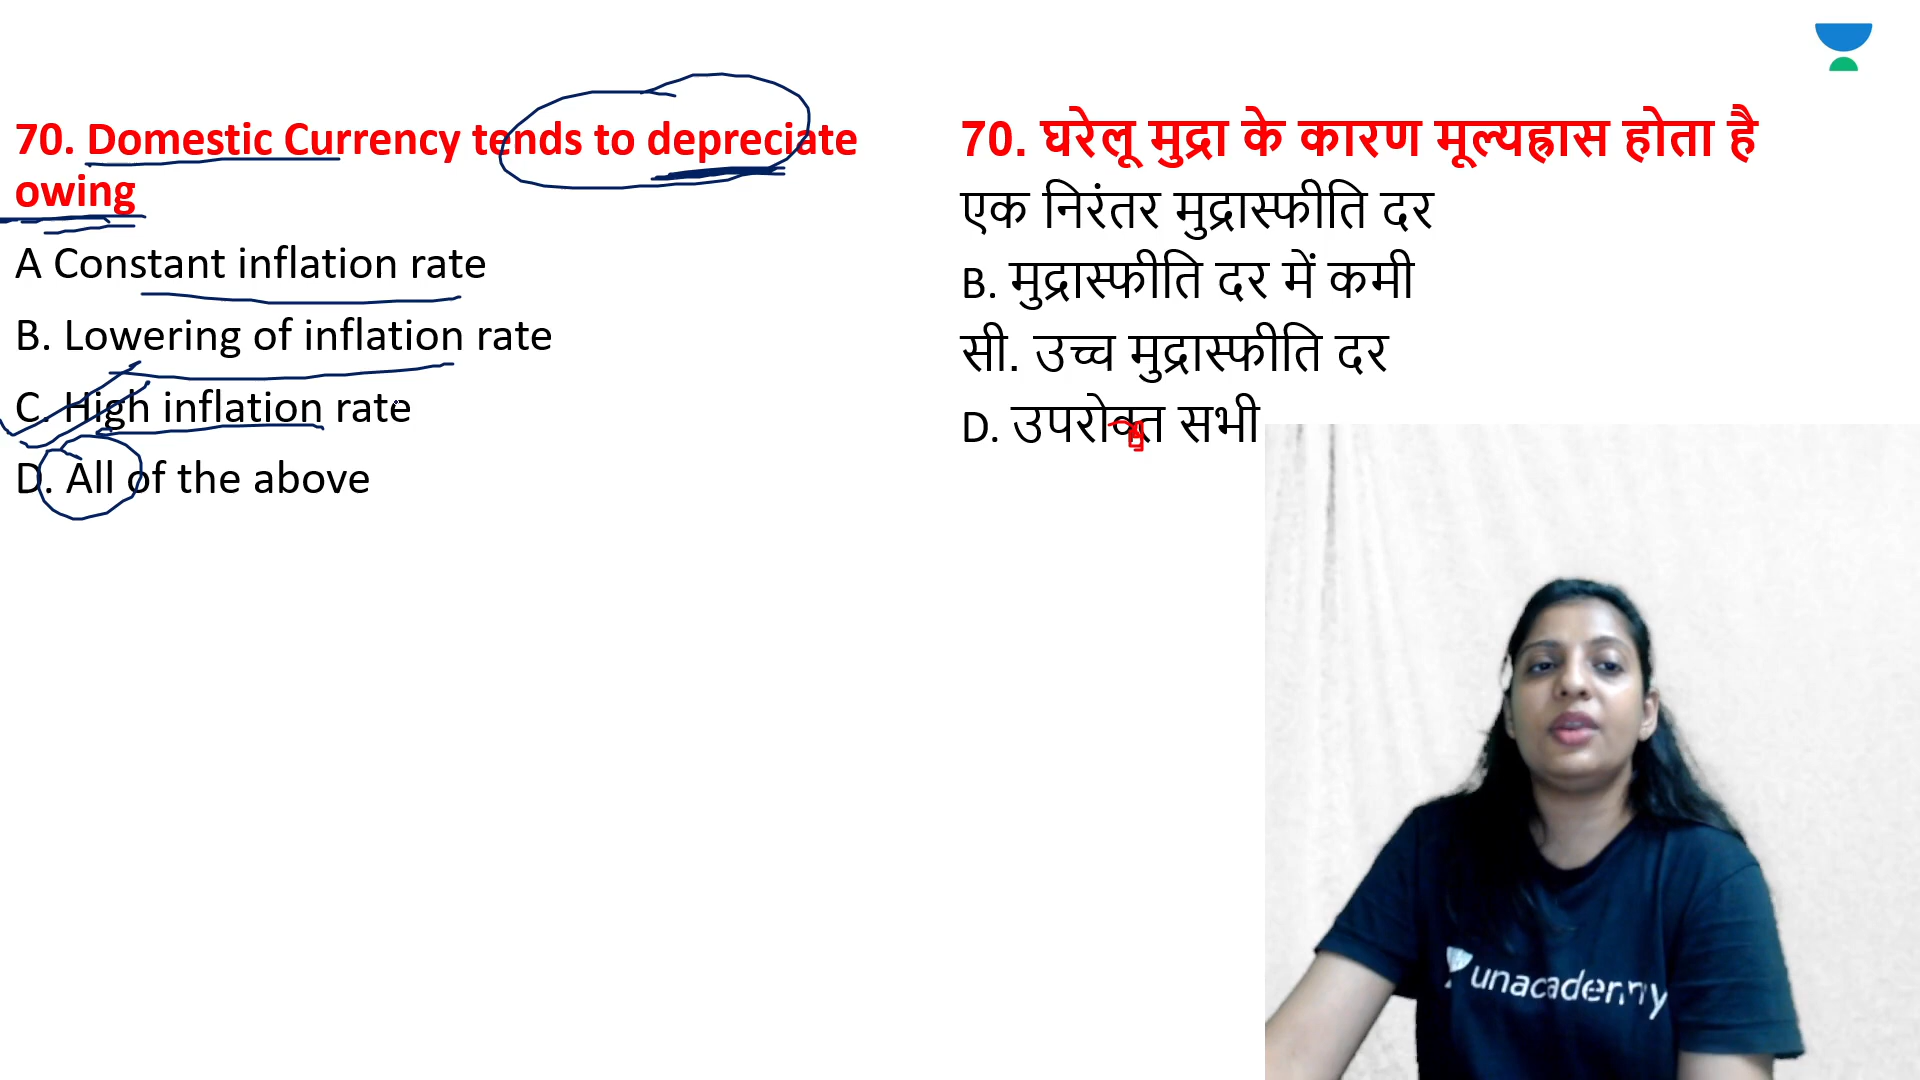 70. Domestic Currency tends to depreciate
owing
A Constant inflation rate
B. Lowering of inflation rate
C. High inflation rate
D. All of the above
70. घरेलू मुद्रा के कारण मूल्यह्रास होता है
एक निरंतर मुद्रास्फीति दर
B. मुद्रास्फीति दर में कमी
सी. उच्च मुद्रास्फीति दर
D. उपरोक्त सभी
unacademy